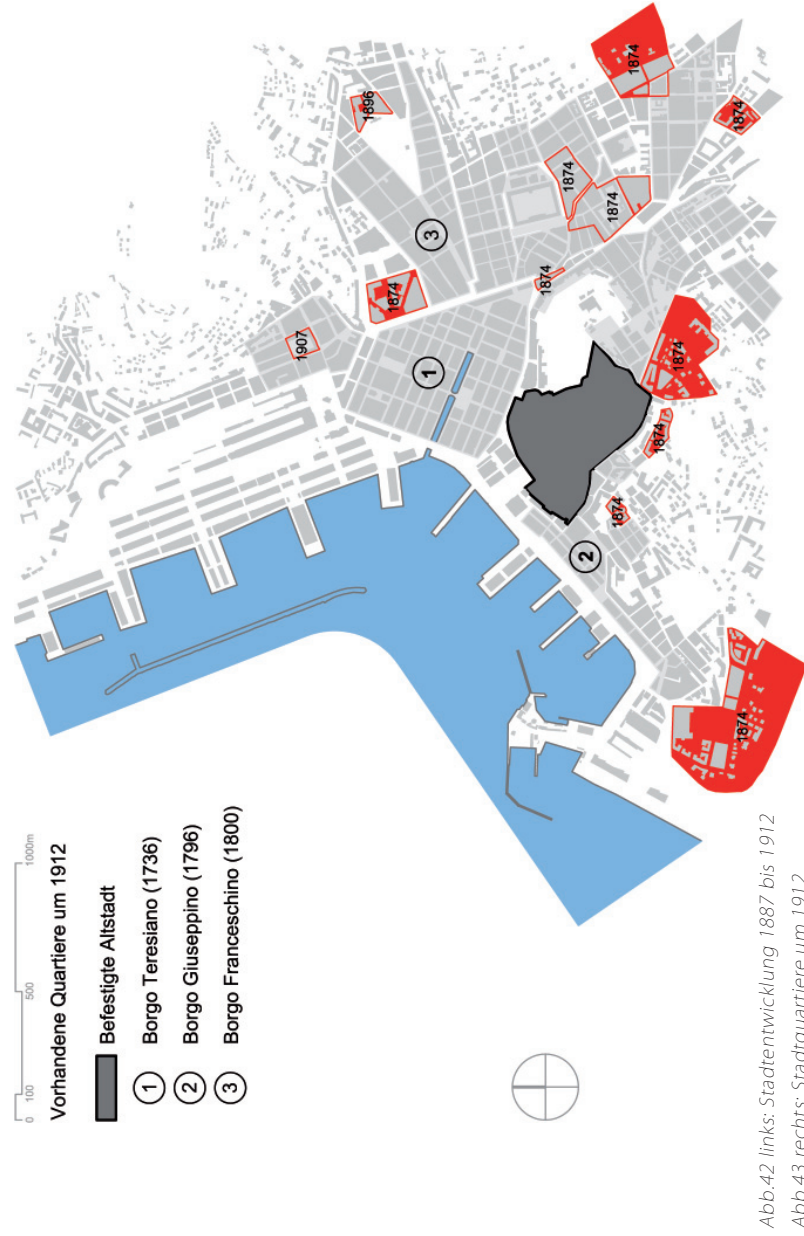 0 100 500 1000m
Vorhandene Quartiere um 1912
Befestigte Altstadt
1 Borgo Teresiano (1736)
2 Borgo Giuseppino (1796)
3 Borgo Franceschino (1800)
1907
1896
1874
1
3
1874
1874
2
1874
1874
1874
1874
1874
1874
1874
1874
Abb.42 links: Stadtentwicklung 1887 bis 1912
Abb.43 rechts: Stadtquartiere um 1912